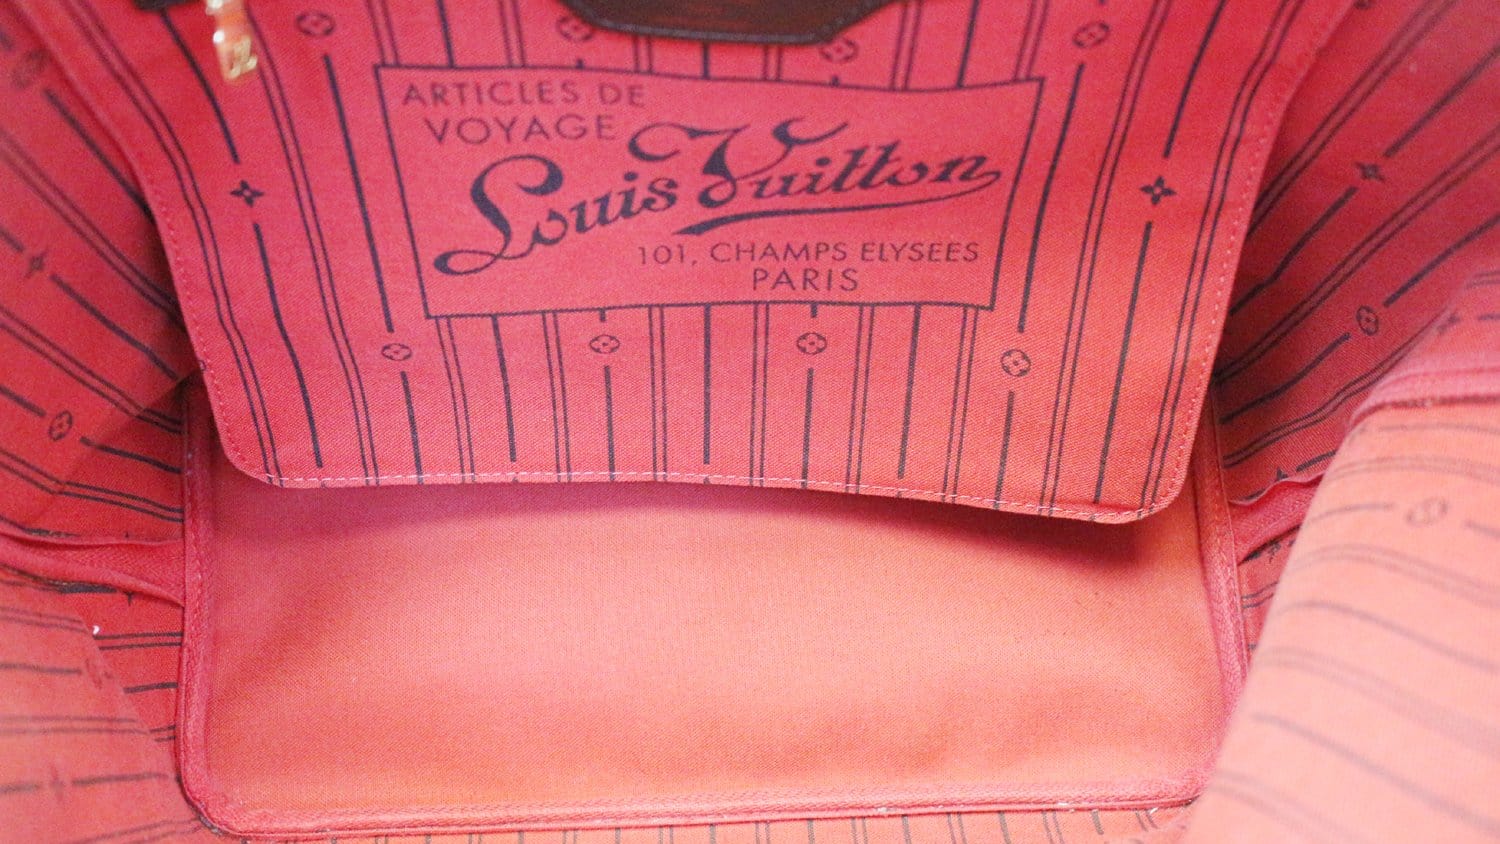 ARTICLES DE
VOYAGE
Louis Vuitton
101, CHAMPS ELYSEES
PARIS